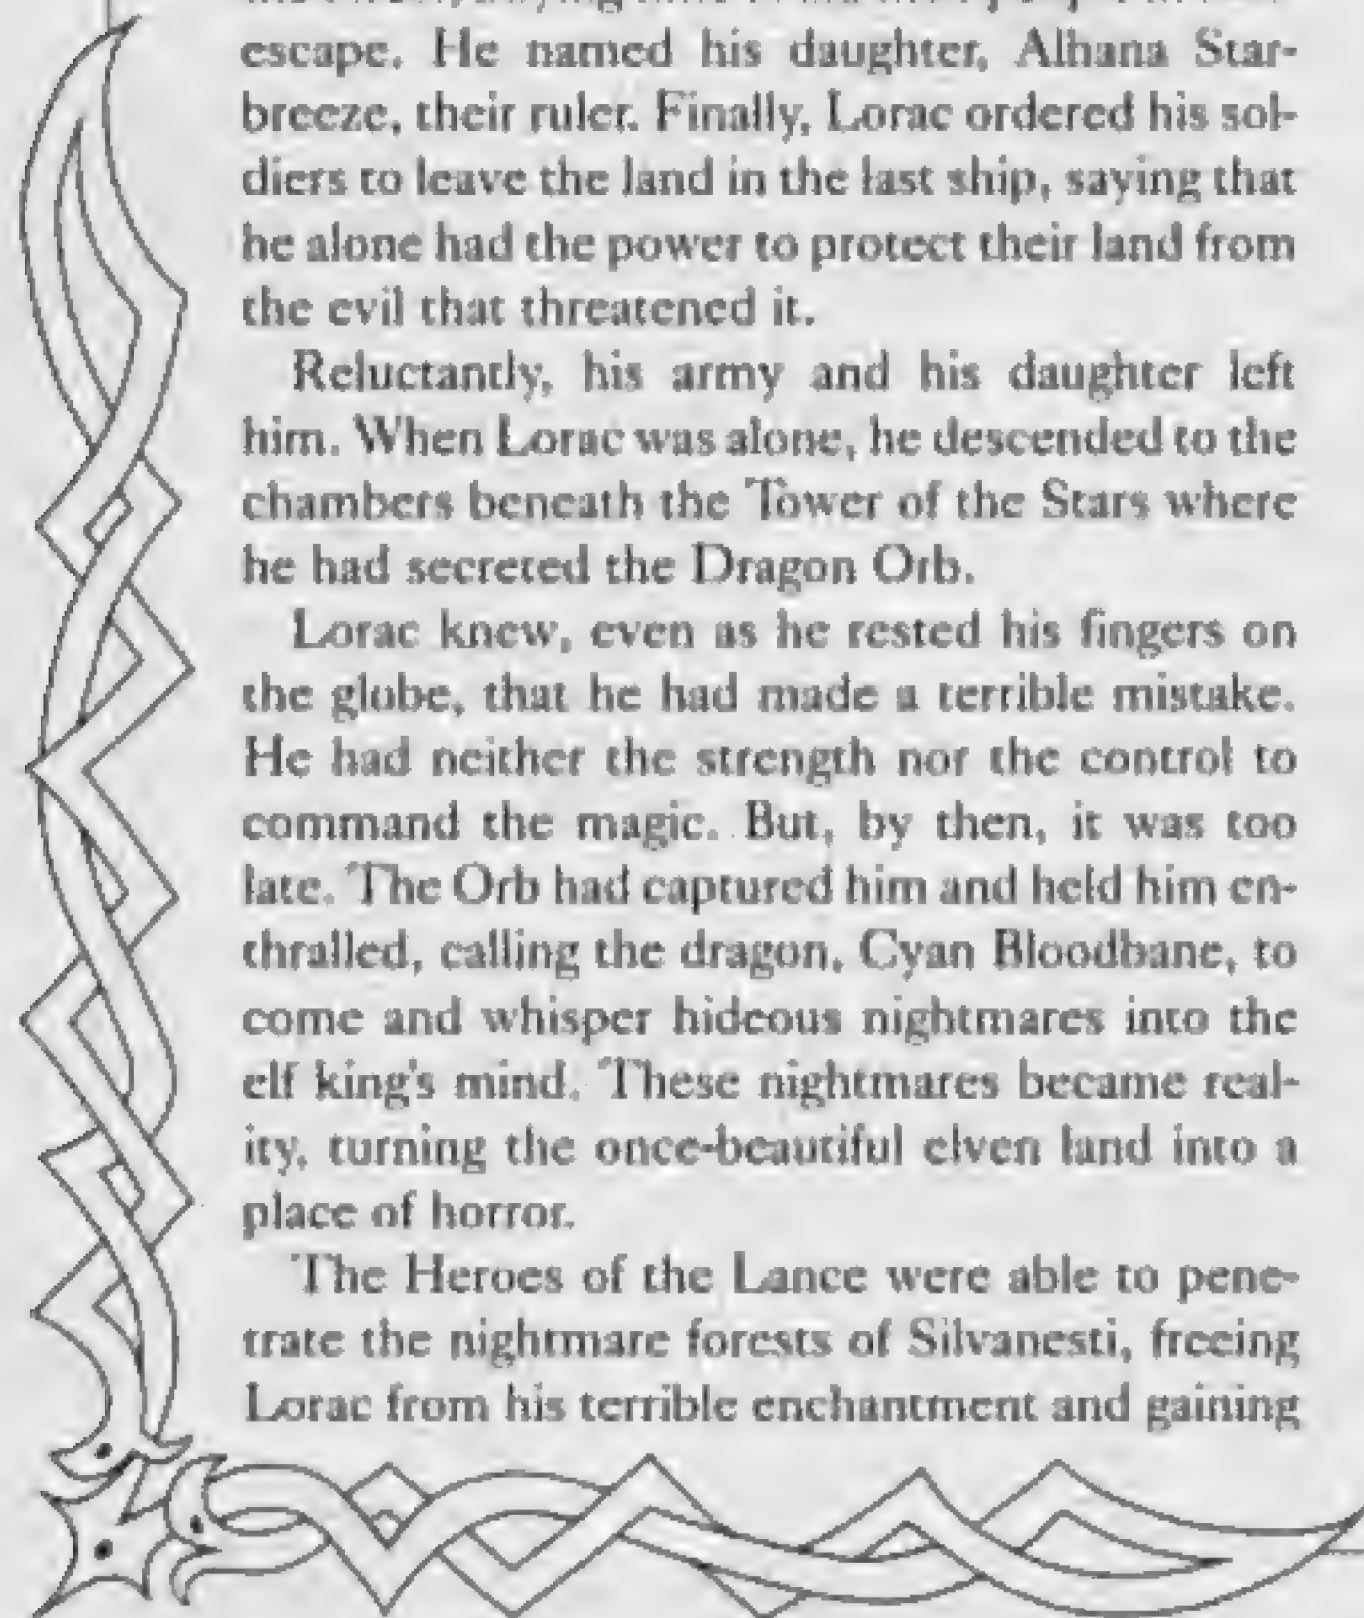 escape. He named his daughter, Alhana Star-
breeze, their ruler. Finally, Lorac ordered his sol-
diers to leave the land in the last ship, saying that
he alone had the power to protect their land from
the evil that threatened it.
Reluctantly, his army and his daughter left
him. When Lorac was alone, he descended to the
chambers beneath the Tower of the Stars where
he had secreted the Dragon Orb.
Lorac knew, even as he rested his fingers on
the globe, that he had made a terrible mistake.
He had neither the strength nor the control to
command the magic. But, by then, it was too
late. The Orb had captured him and held him en-
thralled, calling the dragon, Cyan Bloodbane, to
come and whisper hideous nightmares into the
elf king's mind. These nightmares became real-
ity, turning the once-beautiful elven land into a
place of horror.
The Heroes of the Lance were able to pene-
trate the nightmare forests of Silvanesti, freeing
Lorac from his terrible enchantment and gaining